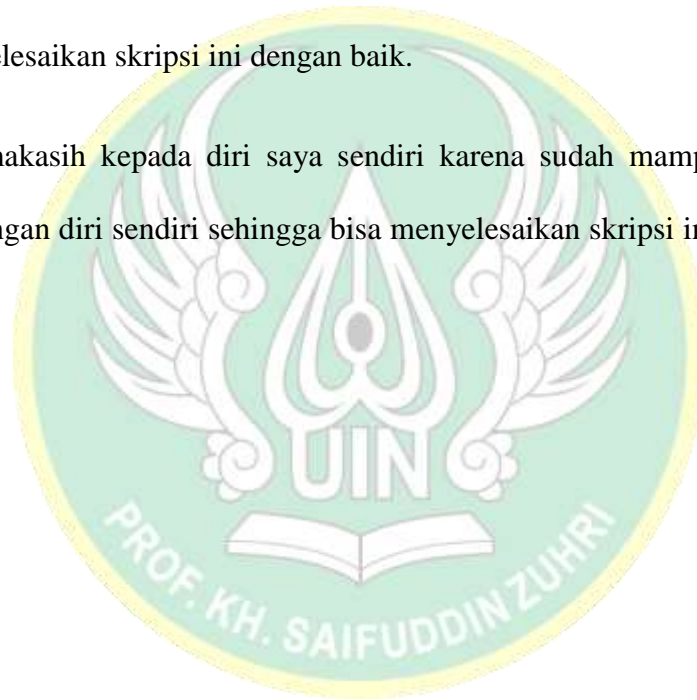 elesaikan skripsi ini dengan baik.
nakasih kepada diri saya sendiri karena sudah mamp
ngan diri sendiri sehingga bisa menyelesaikan skripsi in
UIN
PROF. KH. SAIFUDDIN ZUHRI